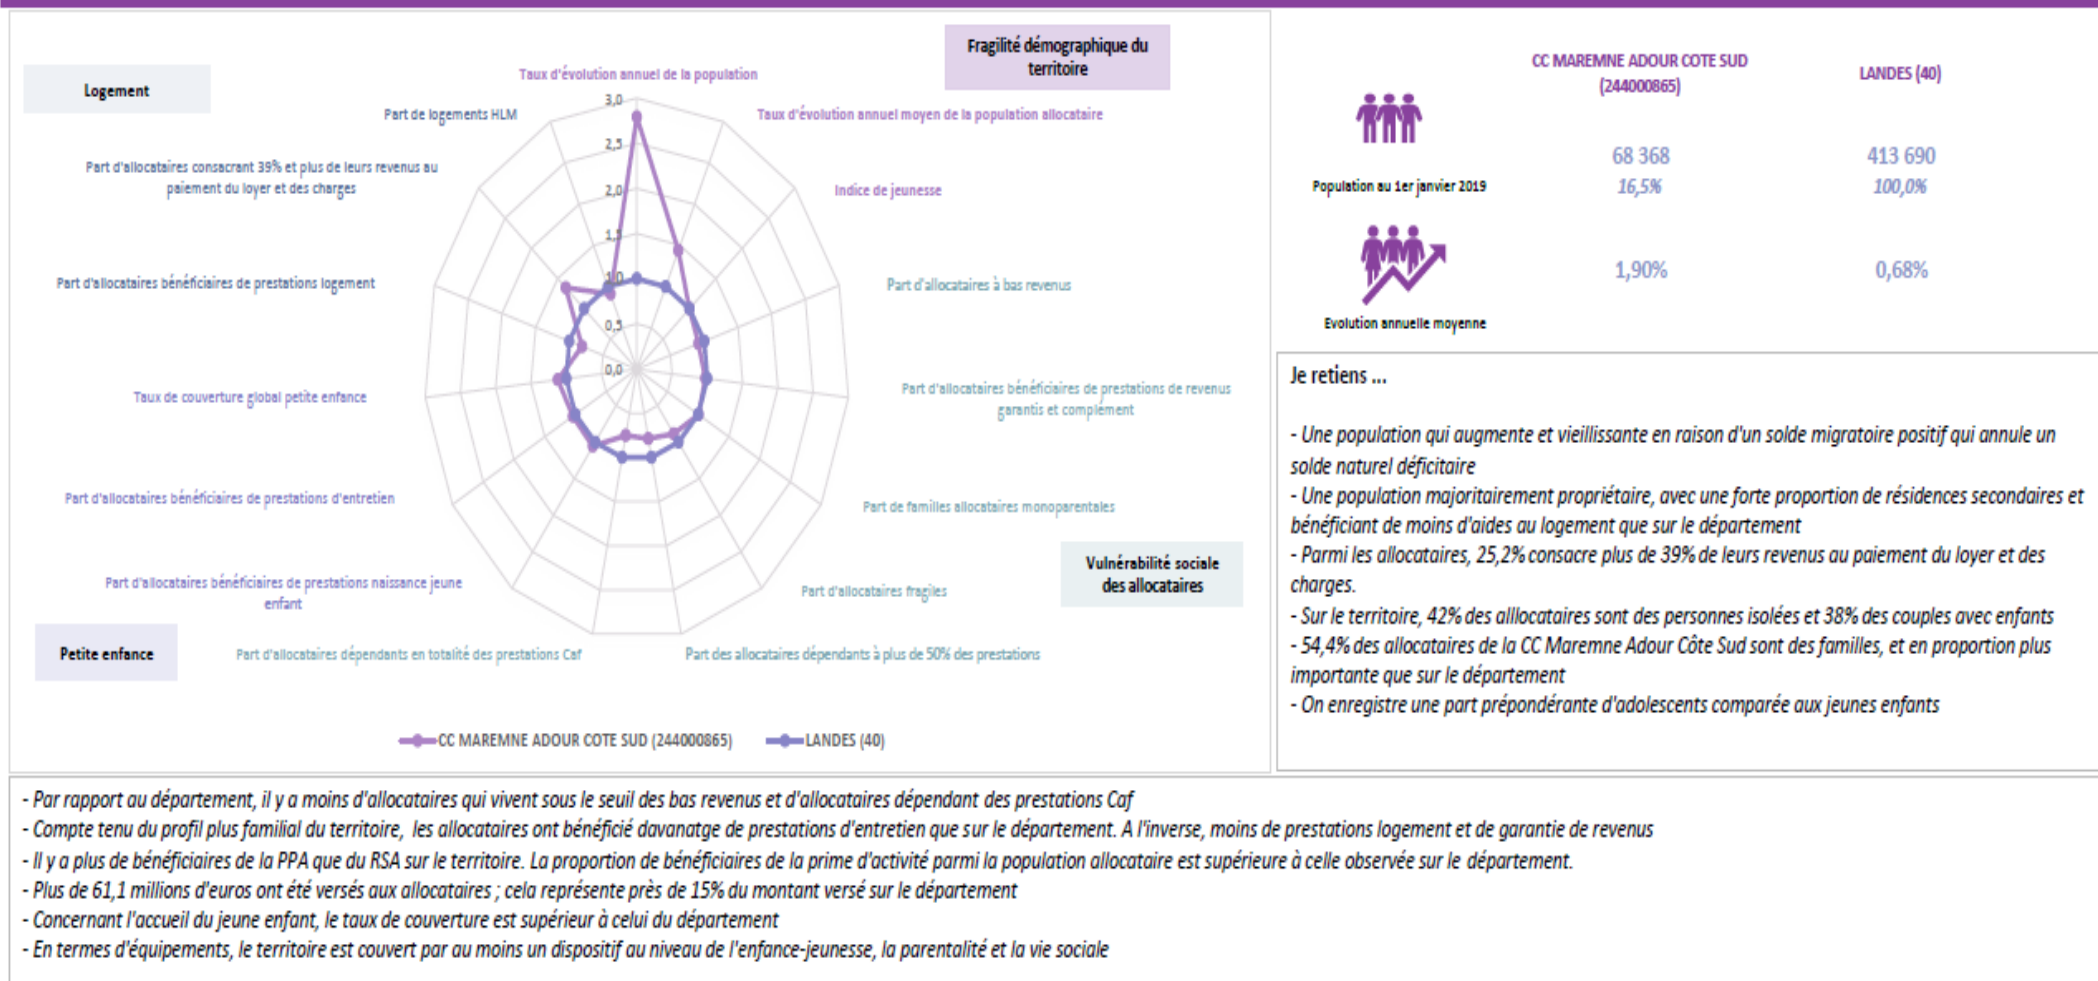 Fragilité démographique du
territoire
Logement
Taux d'évolution annuel de la population
3,0
Part de logements HLM
Taux d'évolution annuel moyen de la population allocataire
2,5
Part d'allocataires consacrant 39% et plus de leurs revenus au
paiement du loyer et des charges
2,0
Indice de jeunesse
1,5
Part d'allocataires bénéficiaires de prestations logement
1,0
Part d'allocataires à bas revenus
0,5
0,0
Taux de couverture global petite enfance
Part d'allocataires bénéficiaires de prestations de revenus
garantis et complément
Part d'allocataires bénéficiaires de prestations d'entretien
Part de familles allocataires monoparentales
Vulnérabilité sociale
des allocataires
Part d'allocataires bénéficiaires de prestations naissance jeune
enfant
Part d'allocataires fragiles
Petite enfance
Part d'allocataires dépendants en totalité des prestations Caf
Part des allocataires dépendants à plus de 50% des prestations
CC MAREMNE ADOUR COTE SUD (244000865)
LANDES (40)
CC MAREMNE ADOUR COTE SUD
(244000865)
LANDES (40)
68 368
413 690
Population au 1er janvier 2019
16,5%
100,0%
1,90%
0,68%
Evolution annuelle moyenne
Je retiens ...
- Une population qui augmente et vieillissante en raison d'un solde migratoire positif qui annule un
solde naturel déficitaire
- Une population majoritairement propriétaire, avec une forte proportion de résidences secondaires et
bénéficiant de moins d'aides au logement que sur le département
- Parmi les allocataires, 25,2% consacre plus de 39% de leurs revenus au paiement du loyer et des
charges.
- Sur le territoire, 42% des alllocataires sont des personnes isolées et 38% des couples avec enfants
- 54,4% des allocataires de la CC Maremne Adour Côte Sud sont des familles, et en proportion plus
importante que sur le département
- On enregistre une part prépondérante d'adolescents comparée aux jeunes enfants
- Par rapport au département, il y a moins d'allocataires qui vivent sous le seuil des bas revenus et d'allocataires dépendant des prestations Caf
- Compte tenu du profil plus familial du territoire, les allocataires ont bénéficié davanatge de prestations d'entretien que sur le département. A l'inverse, moins de prestations logement et de garantie de revenus
- Il y a plus de bénéficiaires de la PPA que du RSA sur le territoire. La proportion de bénéficiaires de la prime d'activité parmi la population allocataire est supérieure à celle observée sur le département.
- Plus de 61,1 millions d'euros ont été versés aux allocataires ; cela représente près de 15% du montant versé sur le département
- Concernant l'accueil du jeune enfant, le taux de couverture est supérieur à celui du département
- En termes d'équipements, le territoire est couvert par au moins un dispositif au niveau de l'enfance-jeunesse, la parentalité et la vie sociale